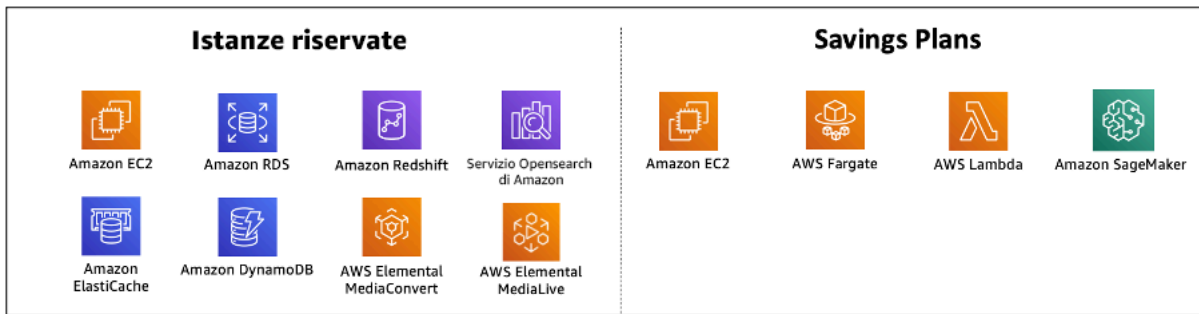 Istanze riservate
Amazon EC2
Amazon RDS
Amazon Redshift
Servizio Opensearch
di Amazon
Amazon
ElastiCache
Amazon DynamoDB
AWS Elemental
MediaConvert
AWS Elemental
MediaLive
Savings Plans
Amazon EC2
AWS Fargate
AWS Lambda
Amazon SageMaker